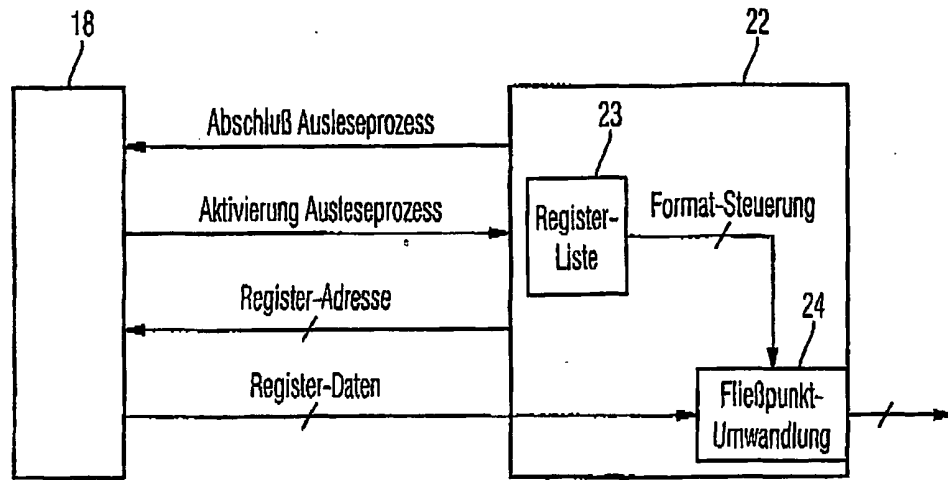 18
22
Abschluß Ausleseprozess
23
Aktivierung Ausleseprozess
Register-
Liste
Format-Steuerung
Register-Adresse
24
Register-Daten
Fließpunkt-
Umwandlung